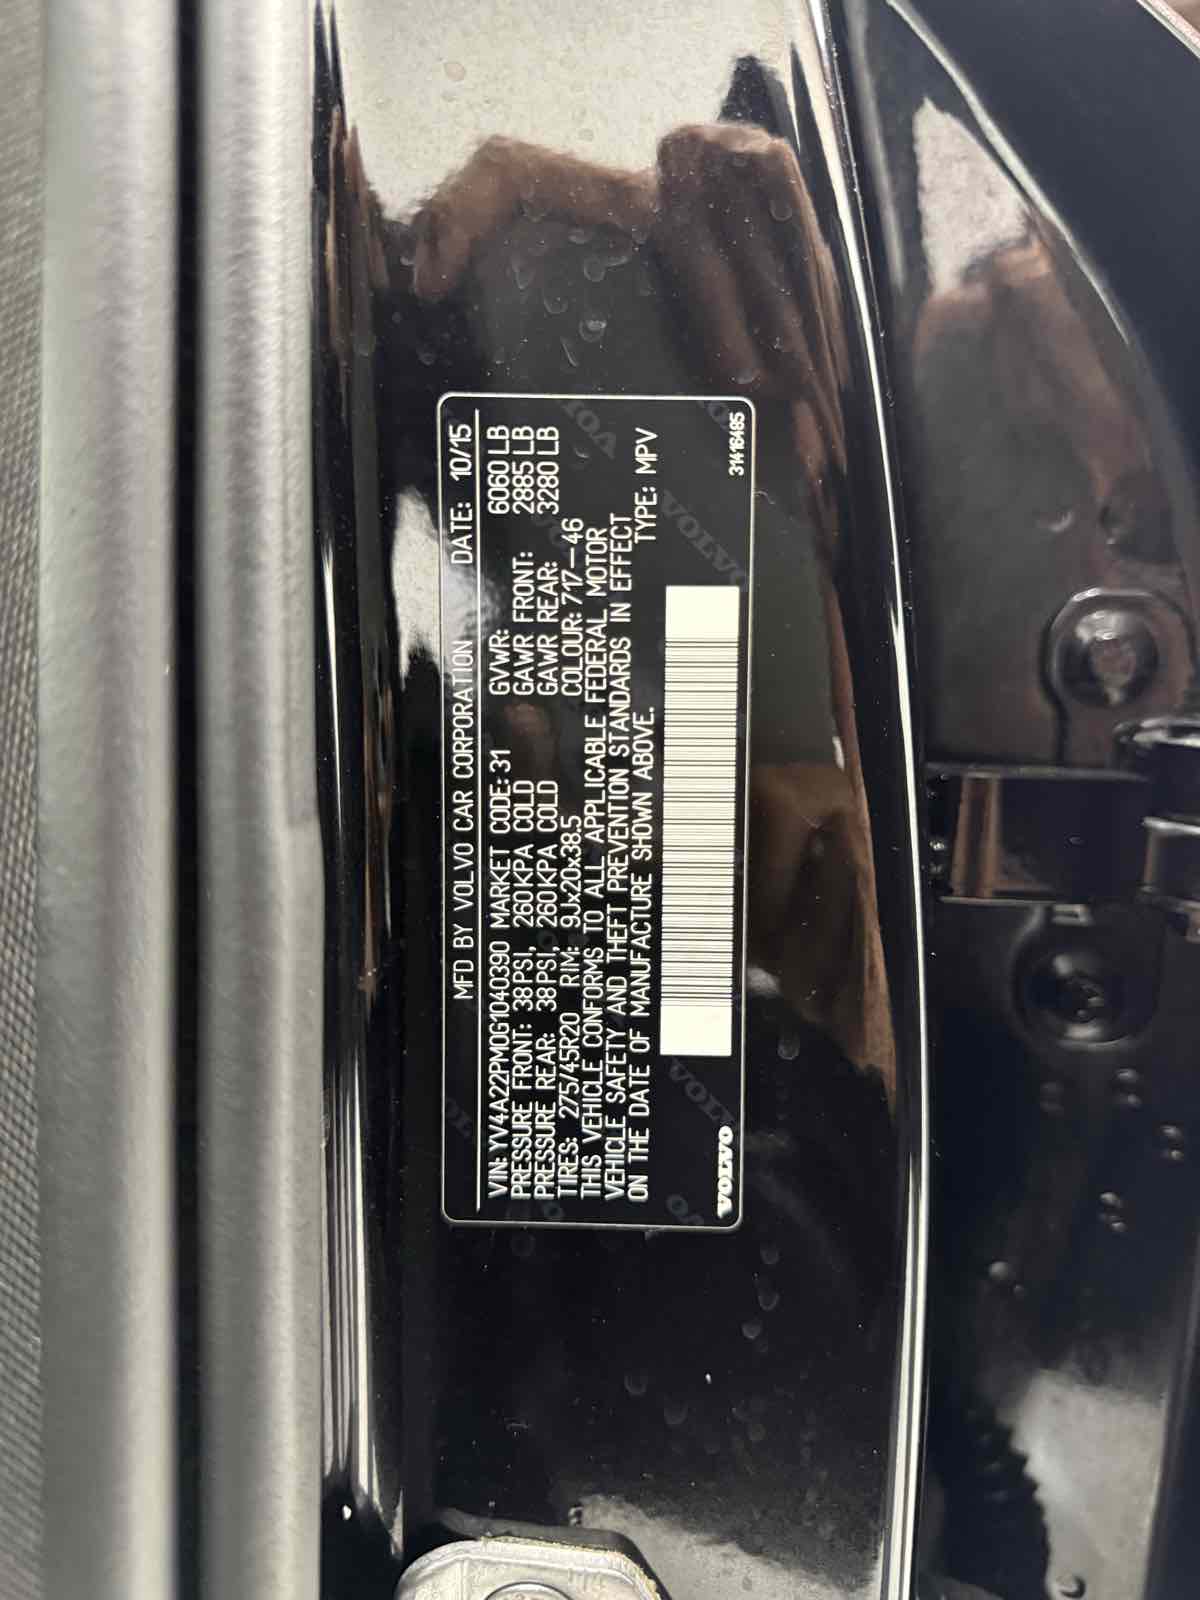 MFD BY VOLVO CAR CORPORATION DATE: 10/15
VIN: YV4A22PM0G1040390 MARKET CODE: 31 GVWR: 6060 LB
PRESSURE FRONT: 38PSI, 260KPA COLD GAWR FRONT: 2885 LB
PRESSURE REAR: 38PSI, 260KPA COLD GAWR REAR: 3280 LB
TIRES: 275/45R20 RIM: 9Jx20x38.5 COLOUR: 717-46
THIS VEHICLE CONFORMS TO ALL APPLICABLE FEDERAL MOTOR
VEHICLE SAFETY AND THEFT PREVENTION STANDARDS IN EFFECT
ON THE DATE OF MANUFACTURE SHOWN ABOVE. TYPE: MPV
VOLVO 31416485